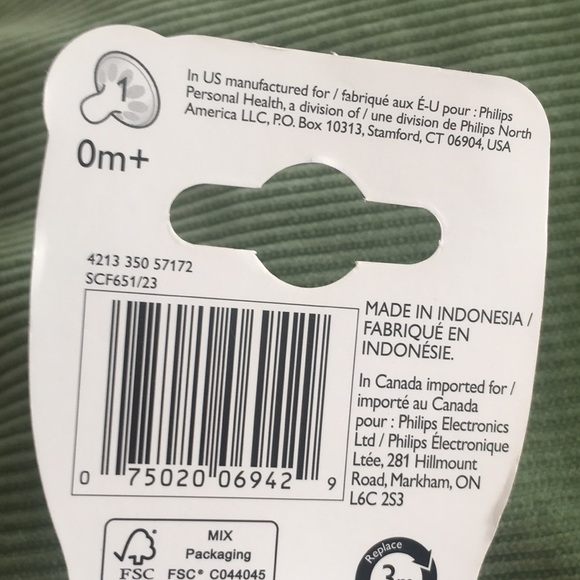 1
0m+
In US manufactured for / fabriqué aux É-U pour : Philips
Personal Health, a division of / une division de Philips North
America LLC, P.O. Box 10313, Stamford, CT 06904, USA
4213 350 57172
SCF651/23
0 75020 06942 9
MADE IN INDONESIA /
FABRIQUÉ EN
INDONÉSIE.
In Canada imported for /
importé au Canada
pour : Philips Electronics
Ltd / Philips Électronique
Ltée, 281 Hillmount
Road, Markham, ON
L6C 2S3
FSC
MIX
Packaging
FSC® C044045
Replace
3